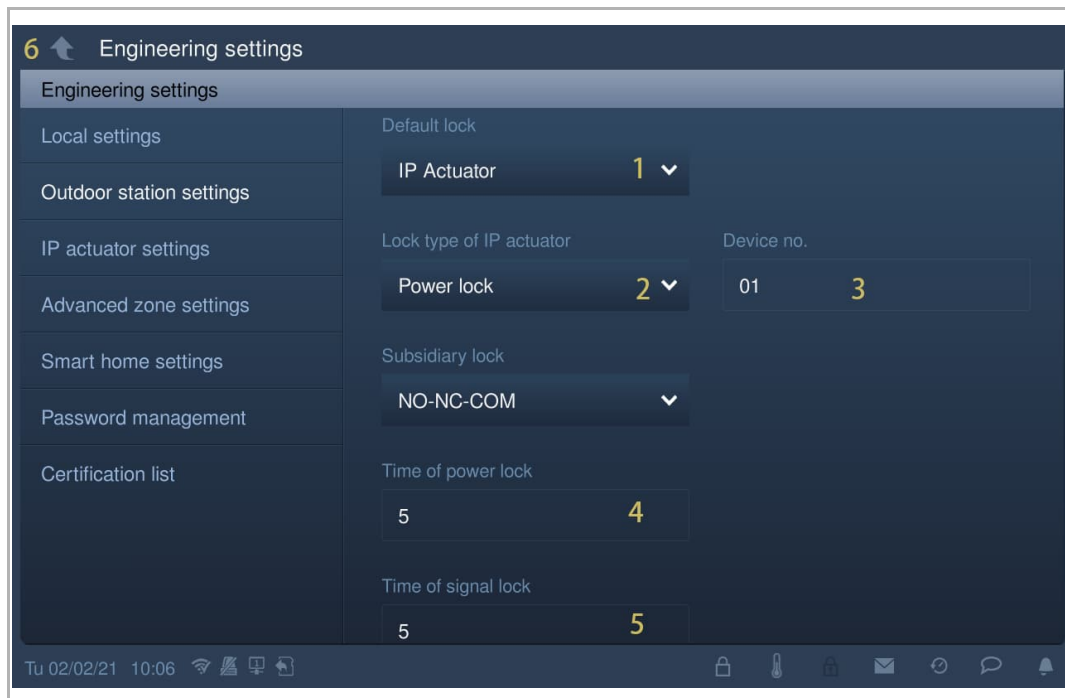 6 Engineering settings
Engineering settings
Local settings
Outdoor station settings
IP actuator settings
Advanced zone settings
Smart home settings
Password management
Certification list
Default lock
IP Actuator 1
Lock type of IP actuator Device no.
Power lock 2 01 3
Subsidiary lock
NO-NC-COM
Time of power lock
5 4
Time of signal lock
5 5
Tu 02/02/21 10:06